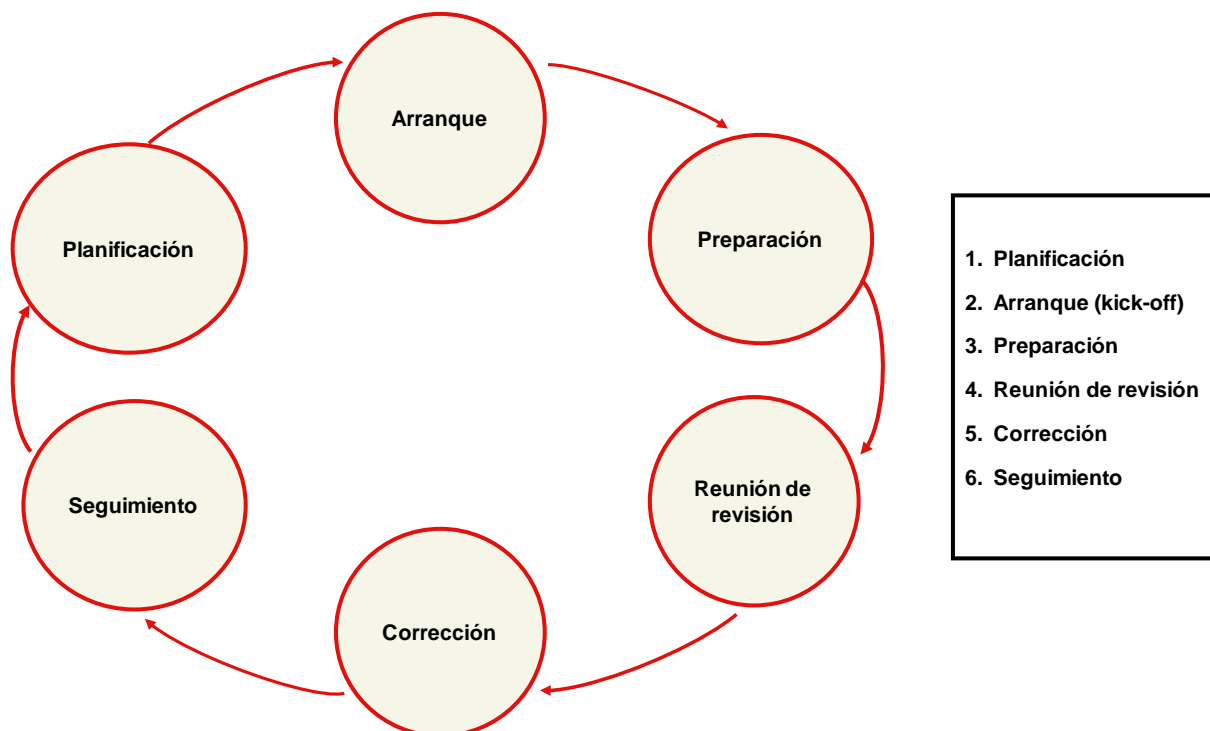 Arranque
Planificación
Preparación
Seguimiento
Reunión de
revisión
Corrección
1. Planificación
2. Arranque (kick-off)
3. Preparación
4. Reunión de revisión
5. Corrección
6. Seguimiento